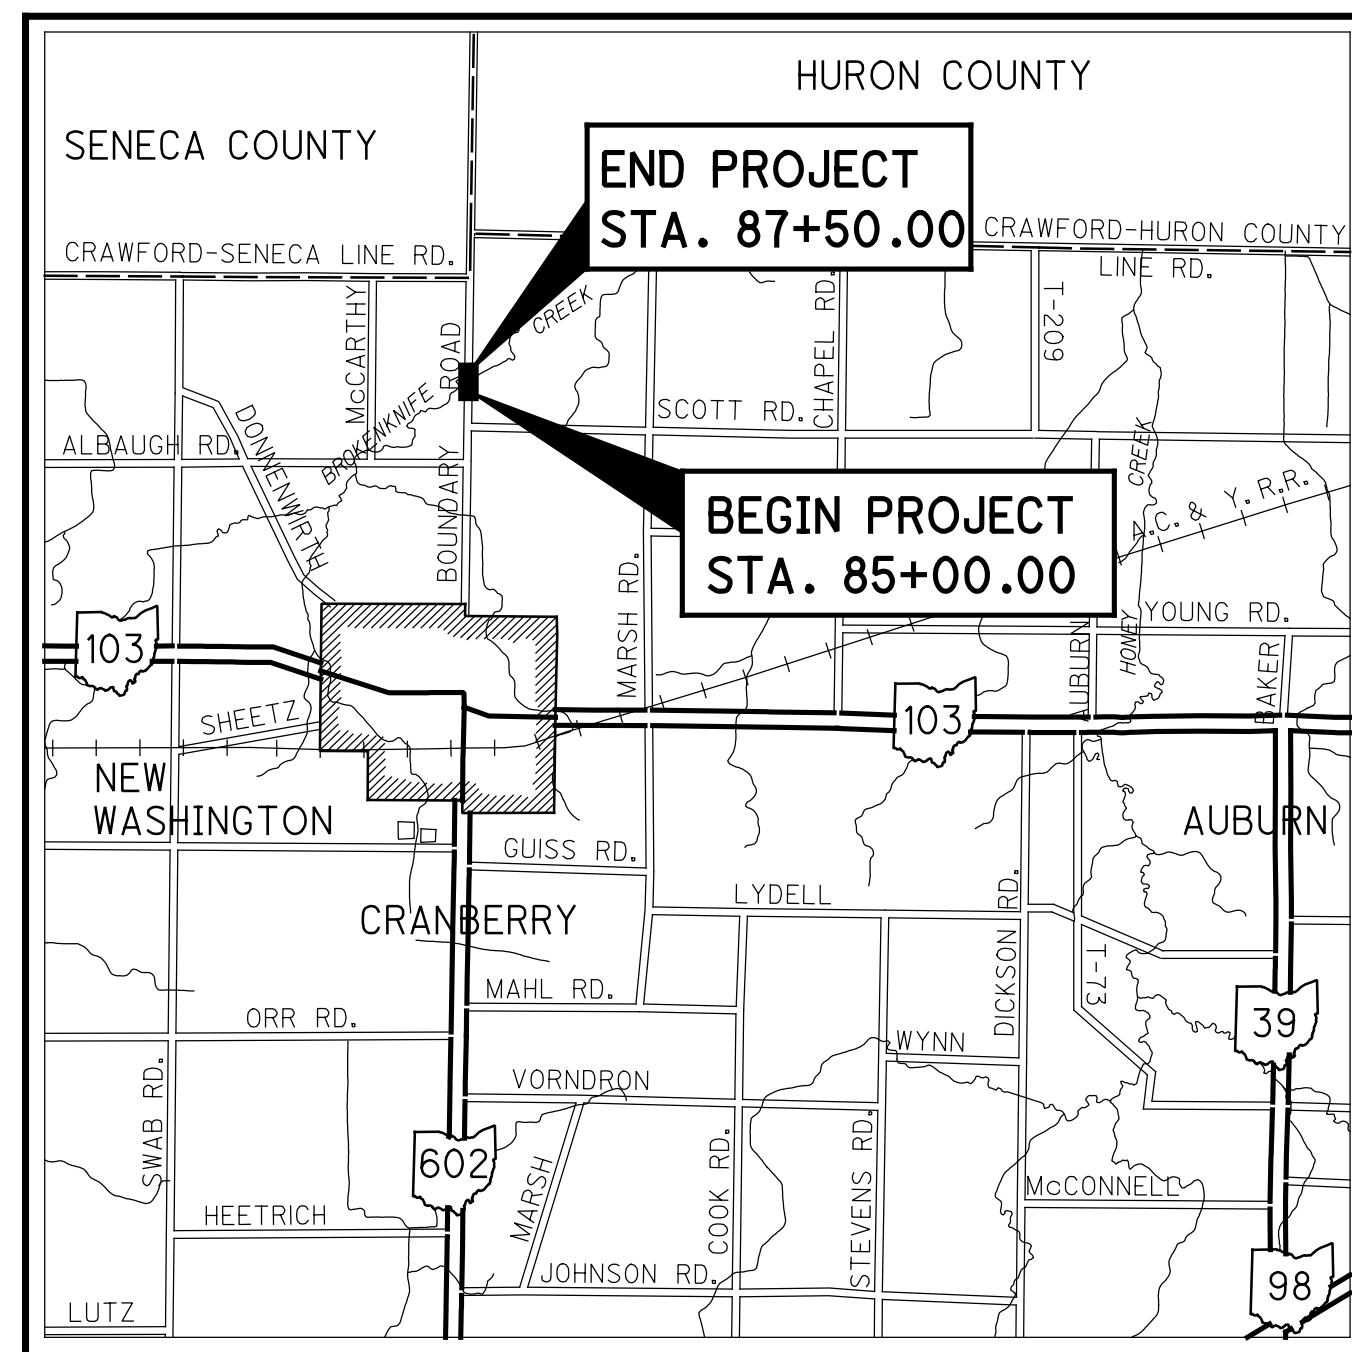 HURON COUNTY
SENECA COUNTY
END PROJECT
STA. 87+50.00
CRAWFORD-HURON COUNTY
LINE RD.
CRAWFORD-SENECA LINE RD.
McCARTHY
BOUNDARY ROAD
BROKENKNIFE CREEK
CHAPEL RD.
T-209
SCOTT RD.
ALBAUGH RD.
DONNENWIRTH
HONEY CREEK
A.C. & Y. R.R.
BEGIN PROJECT
STA. 85+00.00
MARSH RD.
YOUNG RD.
AUBURN
BAKER
103
103
SHEETZ
NEW
WASHINGTON
AUBURN
GUISS RD.
LYDELL
CRANBERRY
DICKSON RD.
T-73
MAHL RD.
ORR RD.
39
WYNN
SWAB RD.
VORNDRON
602
MARSH
COOK RD.
STEVENS RD.
McCONNELL
HEETRICH
JOHNSON RD.
98
LUTZ